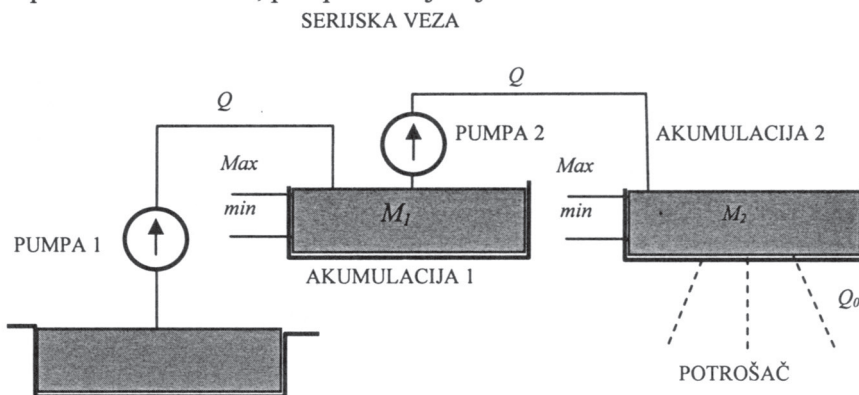 SERIJSKA VEZA
Q
Q
PUMPA 2
AKUMULACIJA 2
Max
min
M1
Max
min
M2
PUMPA 1
AKUMULACIJA 1
Q0
POTROŠAČ